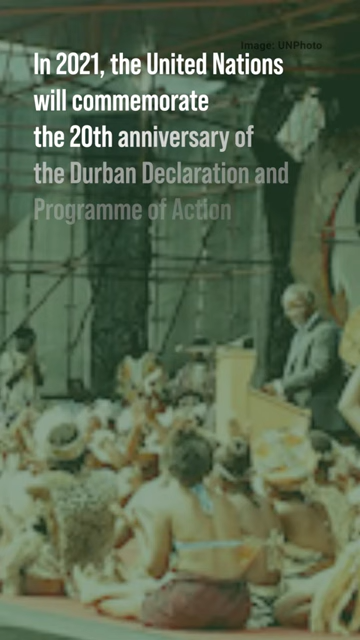 Image: UNPhoto
In 2021, the United Nations
will commemorate
the 20th anniversary of
the Durban Declaration and
Programme of Action